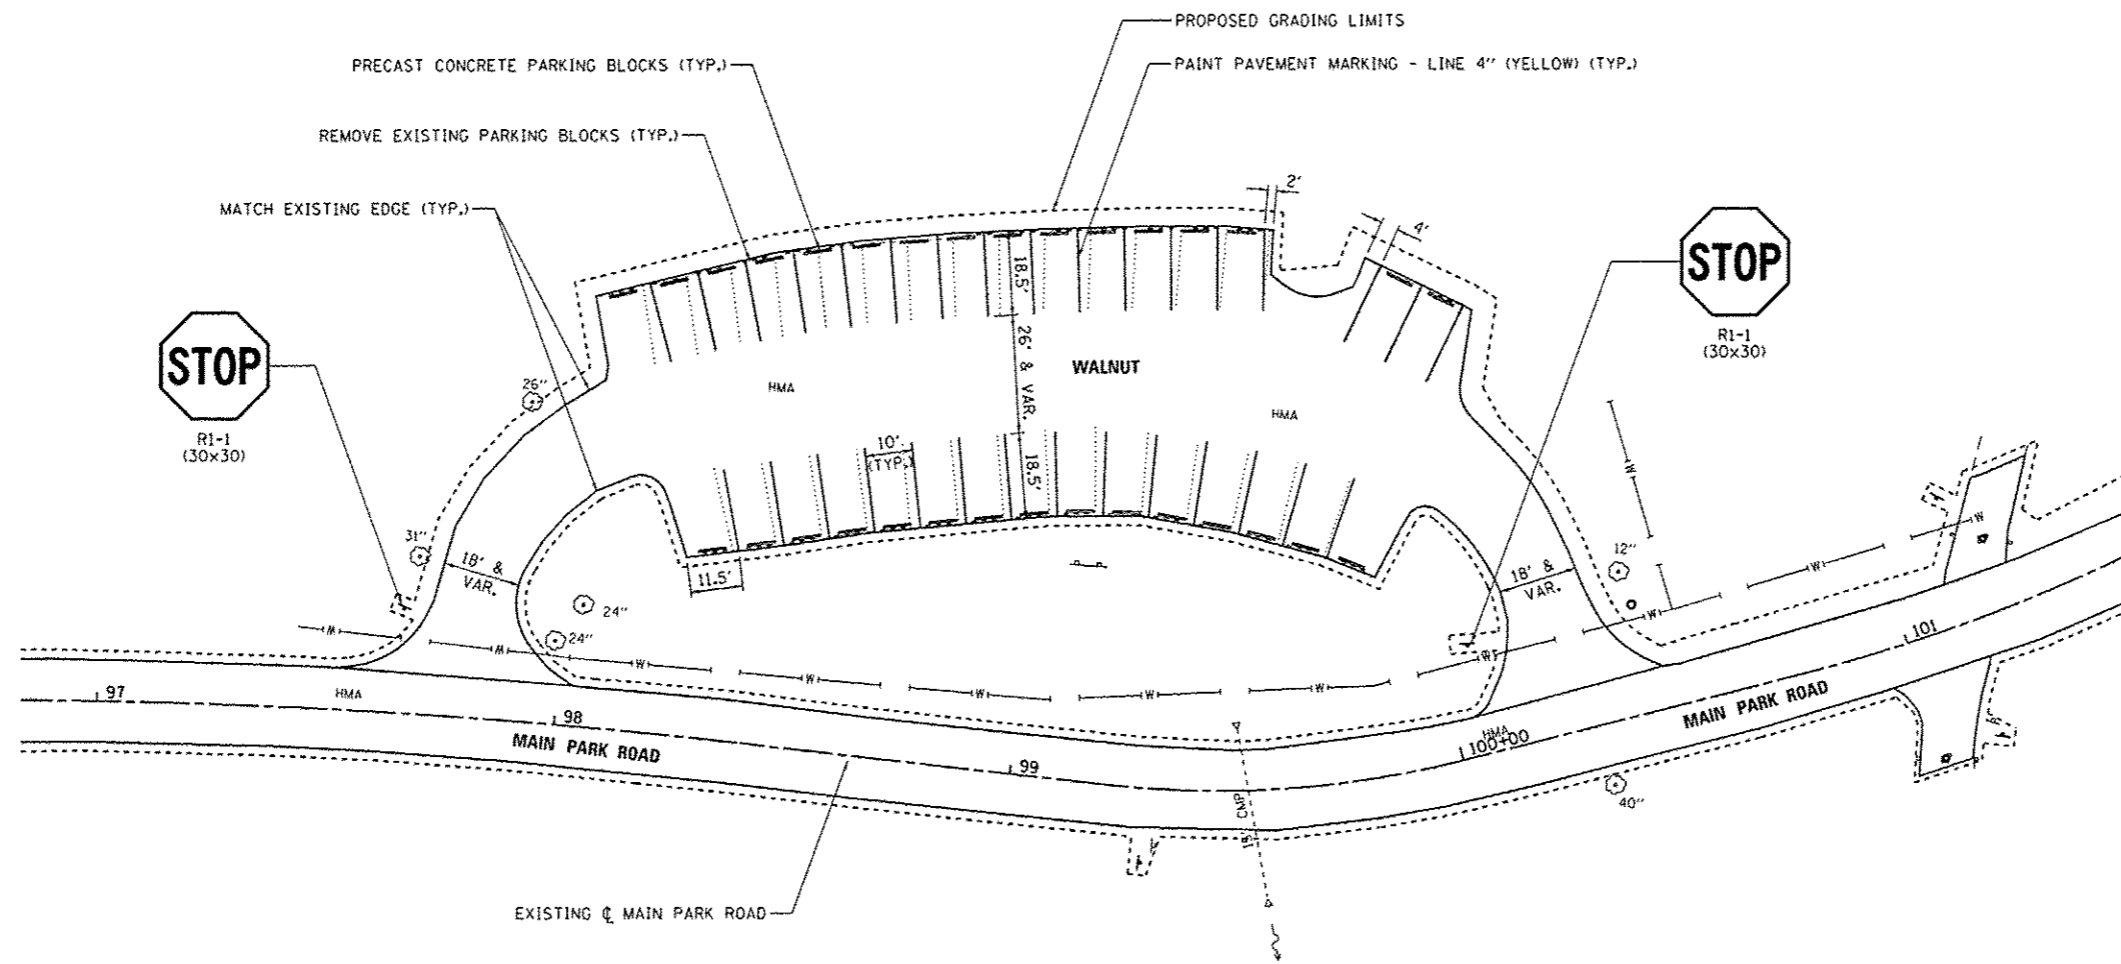 PROPOSED GRADING LIMITS
PRECAST CONCRETE PARKING BLOCKS (TYP.)
PAINT PAVEMENT MARKING - LINE 4" (YELLOW) (TYP.)
REMOVE EXISTING PARKING BLOCKS (TYP.)
MATCH EXISTING EDGE (TYP.)
2'
4'
STOP
R1-1
(30x30)
STOP
R1-1
(30x30)
18.5'
26' & VAR.
18.5'
WALNUT
HMA
HMA
26"
10'
(TYP.)
31"
18' &
VAR.
11.5'
24"
24"
12"
18' &
VAR.
W
W
W
W
W
W
W
W
W
W
W
W
97
HMA
98
MAIN PARK ROAD
99
HMA
100+00
MAIN PARK ROAD
101
15" CMP
40"
EXISTING ℄ MAIN PARK ROAD